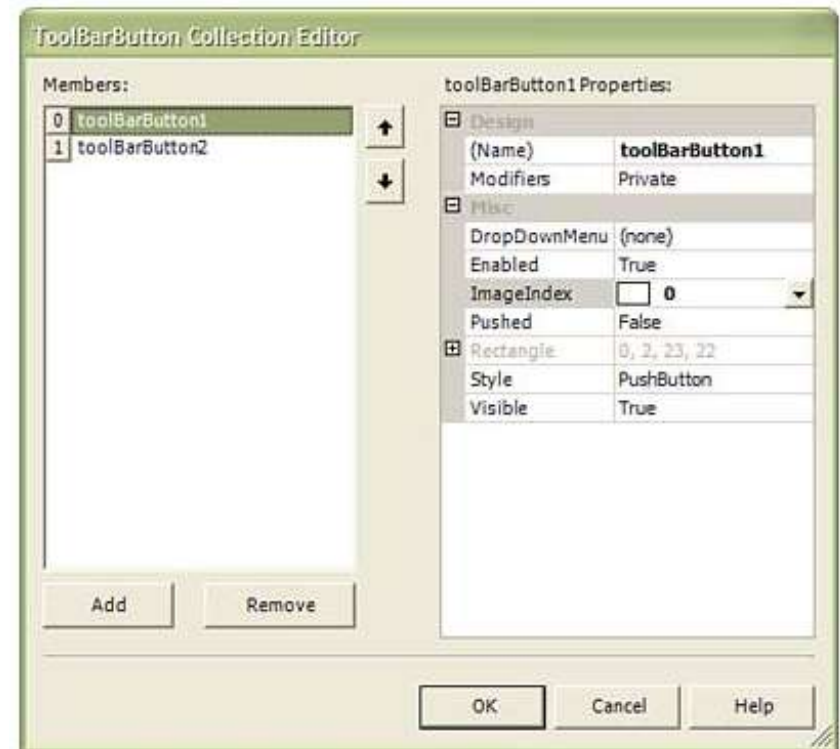 ToolBarButton Collection Editor
Members:
0 toolBarButton1
1 toolBarButton2
Add Remove
toolBarButton1 Properties:
Design
(Name) toolBarButton1
Modifiers Private
Misc
DropDownMenu (none)
Enabled True
ImageIndex 0
Pushed False
Rectangle 0, 2, 23, 22
Style PushButton
Visible True
OK Cancel Help